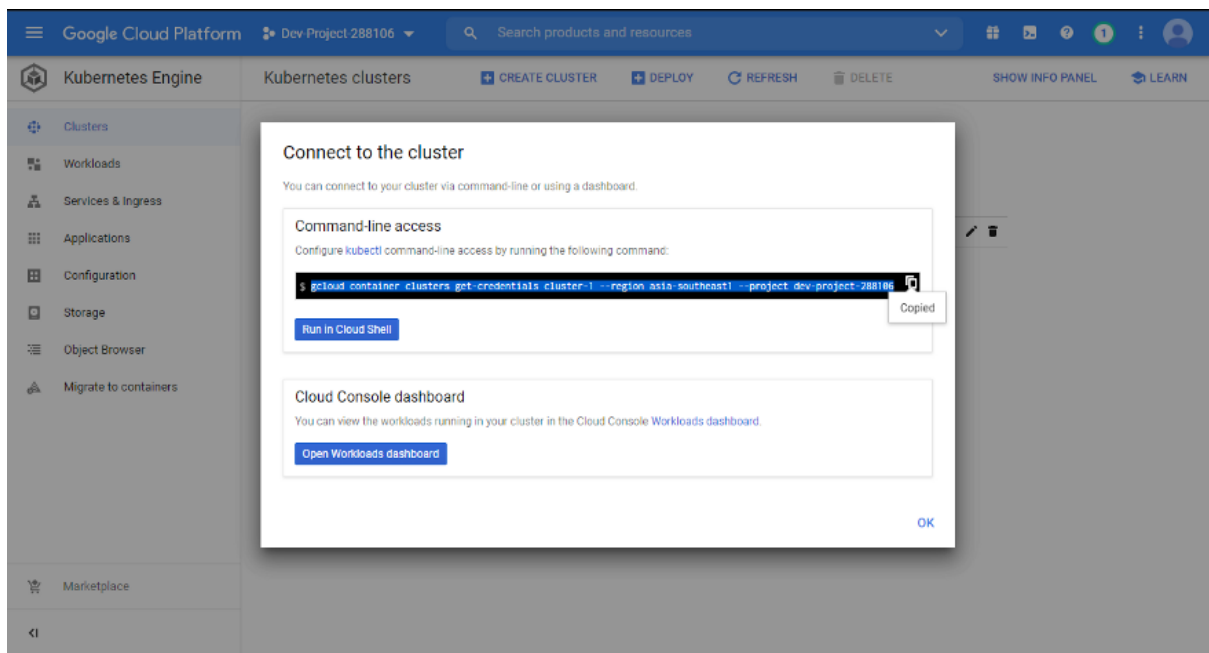 Google Cloud Platform Dev-Project-288106 Search products and resources 1
Kubernetes Engine Kubernetes clusters CREATE CLUSTER DEPLOY REFRESH DELETE SHOW INFO PANEL LEARN
Clusters
Workloads
Services & Ingress
Applications
Configuration
Storage
Object Browser
Migrate to containers
Marketplace
Connect to the cluster
You can connect to your cluster via command-line or using a dashboard.
Command-line access
Configure kubectl command-line access by running the following command:
$ gcloud container clusters get-credentials cluster-1 --region asia-southeast1 --project dev-project-288106
Copied
Run in Cloud Shell
Cloud Console dashboard
You can view the workloads running in your cluster in the Cloud Console Workloads dashboard.
Open Workloads dashboard
OK